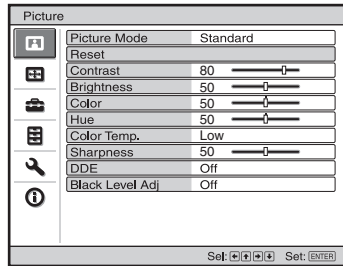 Picture
Picture Mode Standard
Reset
Contrast 80
Brightness 50
Color 50
Hue 50
Color Temp. Low
Sharpness 50
DDE Off
Black Level Adj Off
Sel: Set: ENTER